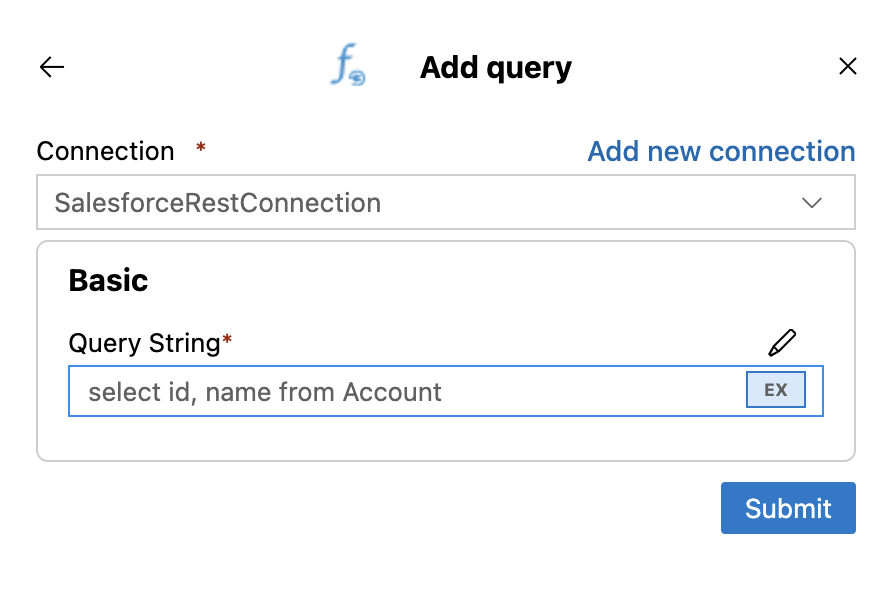 Add query
Connection *
Add new connection
SalesforceRestConnection
Basic
Query String*
select id, name from Account
EX
Submit